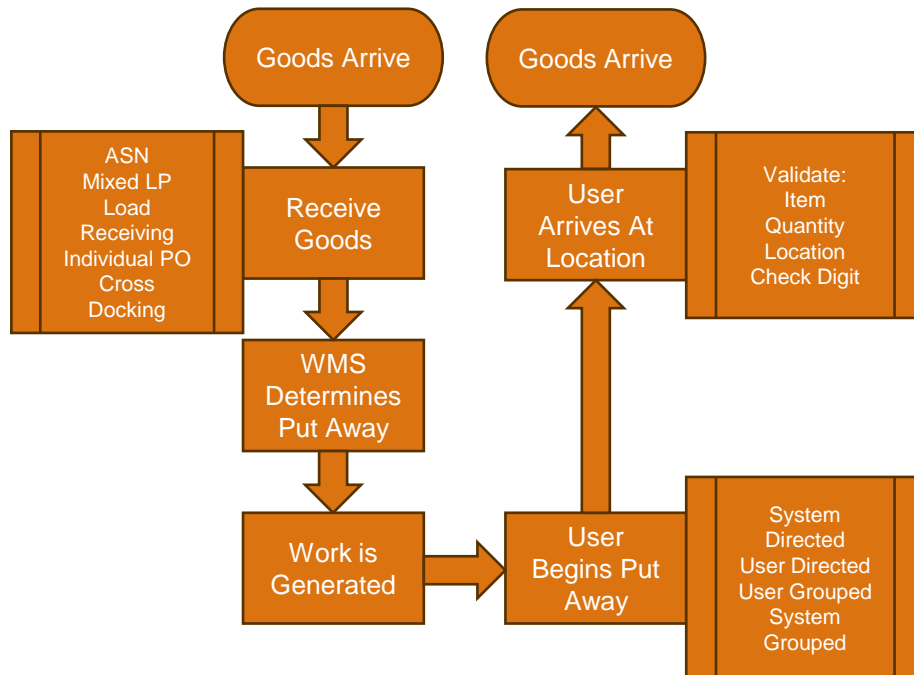 Goods Arrive
ASN
Mixed LP
Load
Receiving
Individual PO
Cross
Docking
Receive
Goods
WMS
Determines
Put Away
Work is
Generated
User
Begins Put
Away
System
Directed
User Directed
User Grouped
System
Grouped
User
Arrives At
Location
Validate:
Item
Quantity
Location
Check Digit
Goods Arrive